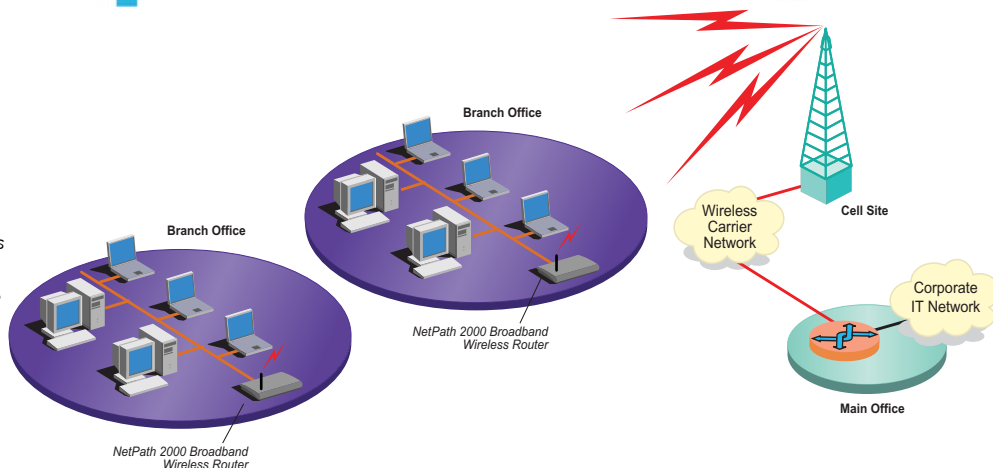 Branch Office
Cell Site
Wireless
Carrier
Network
Branch Office
s
Corporate
IT Network
NetPath 2000 Broadband
Wireless Router
Main Office
NetPath 2000 Broadband
Wireless Router